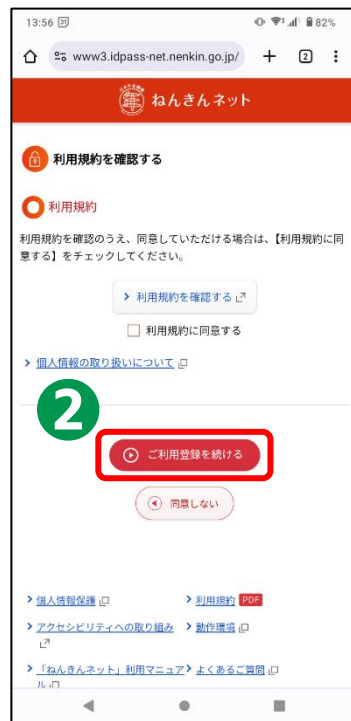 13:56 31 82%
www3.idpass-net.nenkin.go.jp/ 2
ねんきんネット
利用規約を確認する
利用規約
利用規約を確認のうえ、同意していただける場合は、【利用規約に同
意する】をチェックしてください。
利用規約を確認する
利用規約に同意する
個人情報の取り扱いについて
2
ご利用登録を続ける
同意しない
個人情報保護 利用規約 PDF
アクセシビリティへの取り組み 動作環境
「ねんきんネット」利用マニュア よくあるご質問
ル